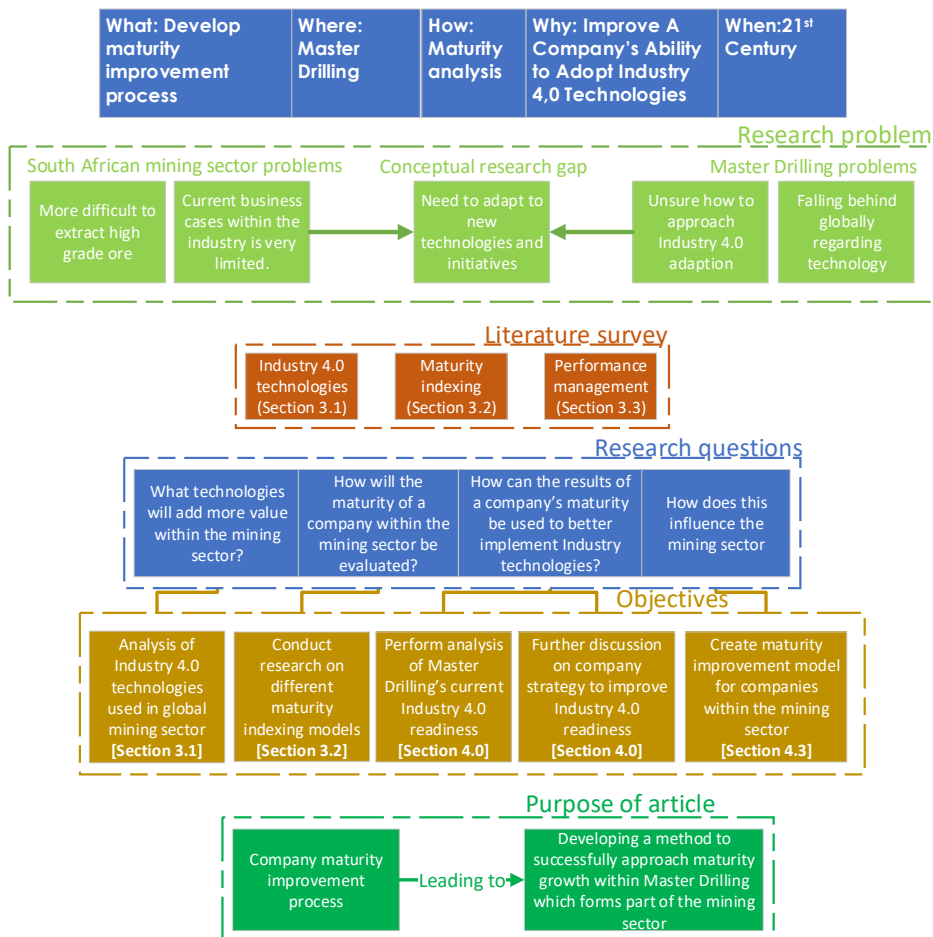 What: Develop
maturity
improvement
process
Where:
Master
Drilling
How:
Maturity
analysis
Why: Improve A
Company's Ability
to Adopt Industry
4,0 Technologies
When:21st
Century
Research problem
South African mining sector problems
Conceptual research gap
Master Drilling problems
More difficult to
extract high
grade ore
Current business
cases within the
industry is very
limited.
Need to adapt to
new
technologies and
initiatives
Unsure how to
approach
Industry 4.0
adaption
Falling behind
globally
regarding
technology
Literature survey
Industry 4.0
technologies
(Section 3.1)
Maturity
indexing
(Section 3.2)
Performance
management
(Section 3.3)
Research questions
What technologies
will add more value
within the mining
sector?
How will the
maturity of a
company within the
mining sector be
evaluated?
How can the results of
a company's maturity
be used to better
implement Industry
technologies?
How does this
influence the
mining sector
Objectives
Analysis of
Industry 4.0
technologies
used in global
mining sector
[Section 3.1]
Conduct
research on
different
maturity
indexing models
[Section 3.2]
Perform analysis
of Master
Drilling's current
Industry 4.0
readiness
[Section 4.0]
Further discussion
on company
strategy to improve
Industry 4.0
readiness
[Section 4.0]
Create maturity
improvement model
for companies
within the mining
sector
[Section 4.3]
Purpose of article
Company maturity
improvement
process
Leading to
Developing a method to
successfully approach maturity
growth within Master Drilling
which forms part of the mining
sector